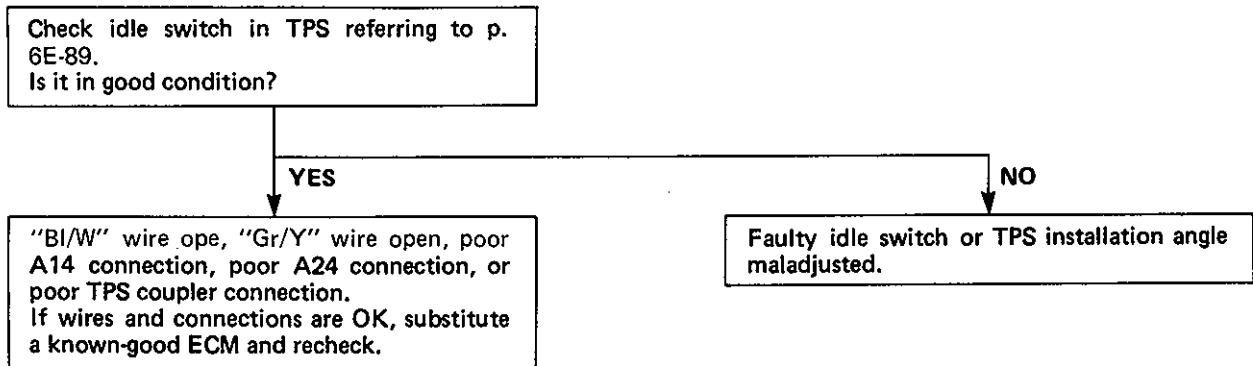 Check idle switch in TPS referring to p.
6E-89.
Is it in good condition?
YES
NO
"Bl/W" wire ope, "Gr/Y" wire open, poor
A14 connection, poor A24 connection, or
poor TPS coupler connection.
If wires and connections are OK, substitute
a known-good ECM and recheck.
Faulty idle switch or TPS installation angle
maladjusted.